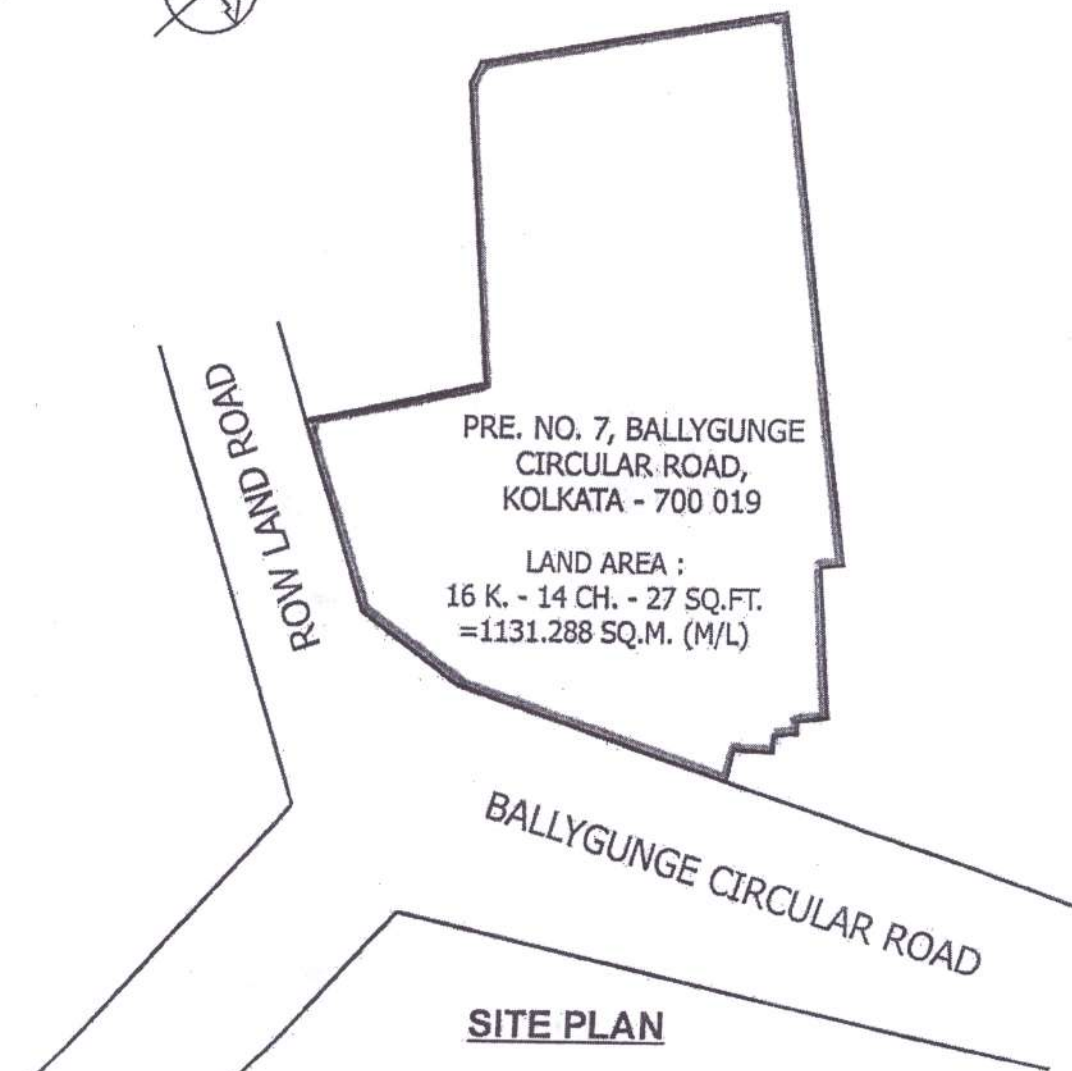 ROW LAND ROAD
PRE. NO. 7, BALLYGUNGE
CIRCULAR ROAD,
KOLKATA - 700 019
LAND AREA :
16 K. - 14 CH. - 27 SQ.FT.
=1131.288 SQ.M. (M/L)
BALLYGUNGE CIRCULAR ROAD
SITE PLAN